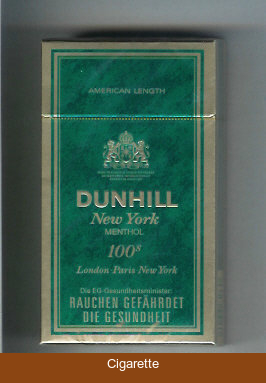 AMERICAN LENGTH
DUNHILL
New York
MENTHOL
100s
London Paris New York
Die EG-Gesundheitsminister:
RAUCHEN GEFÄHRDET
DIE GESUNDHEIT
Cigarette